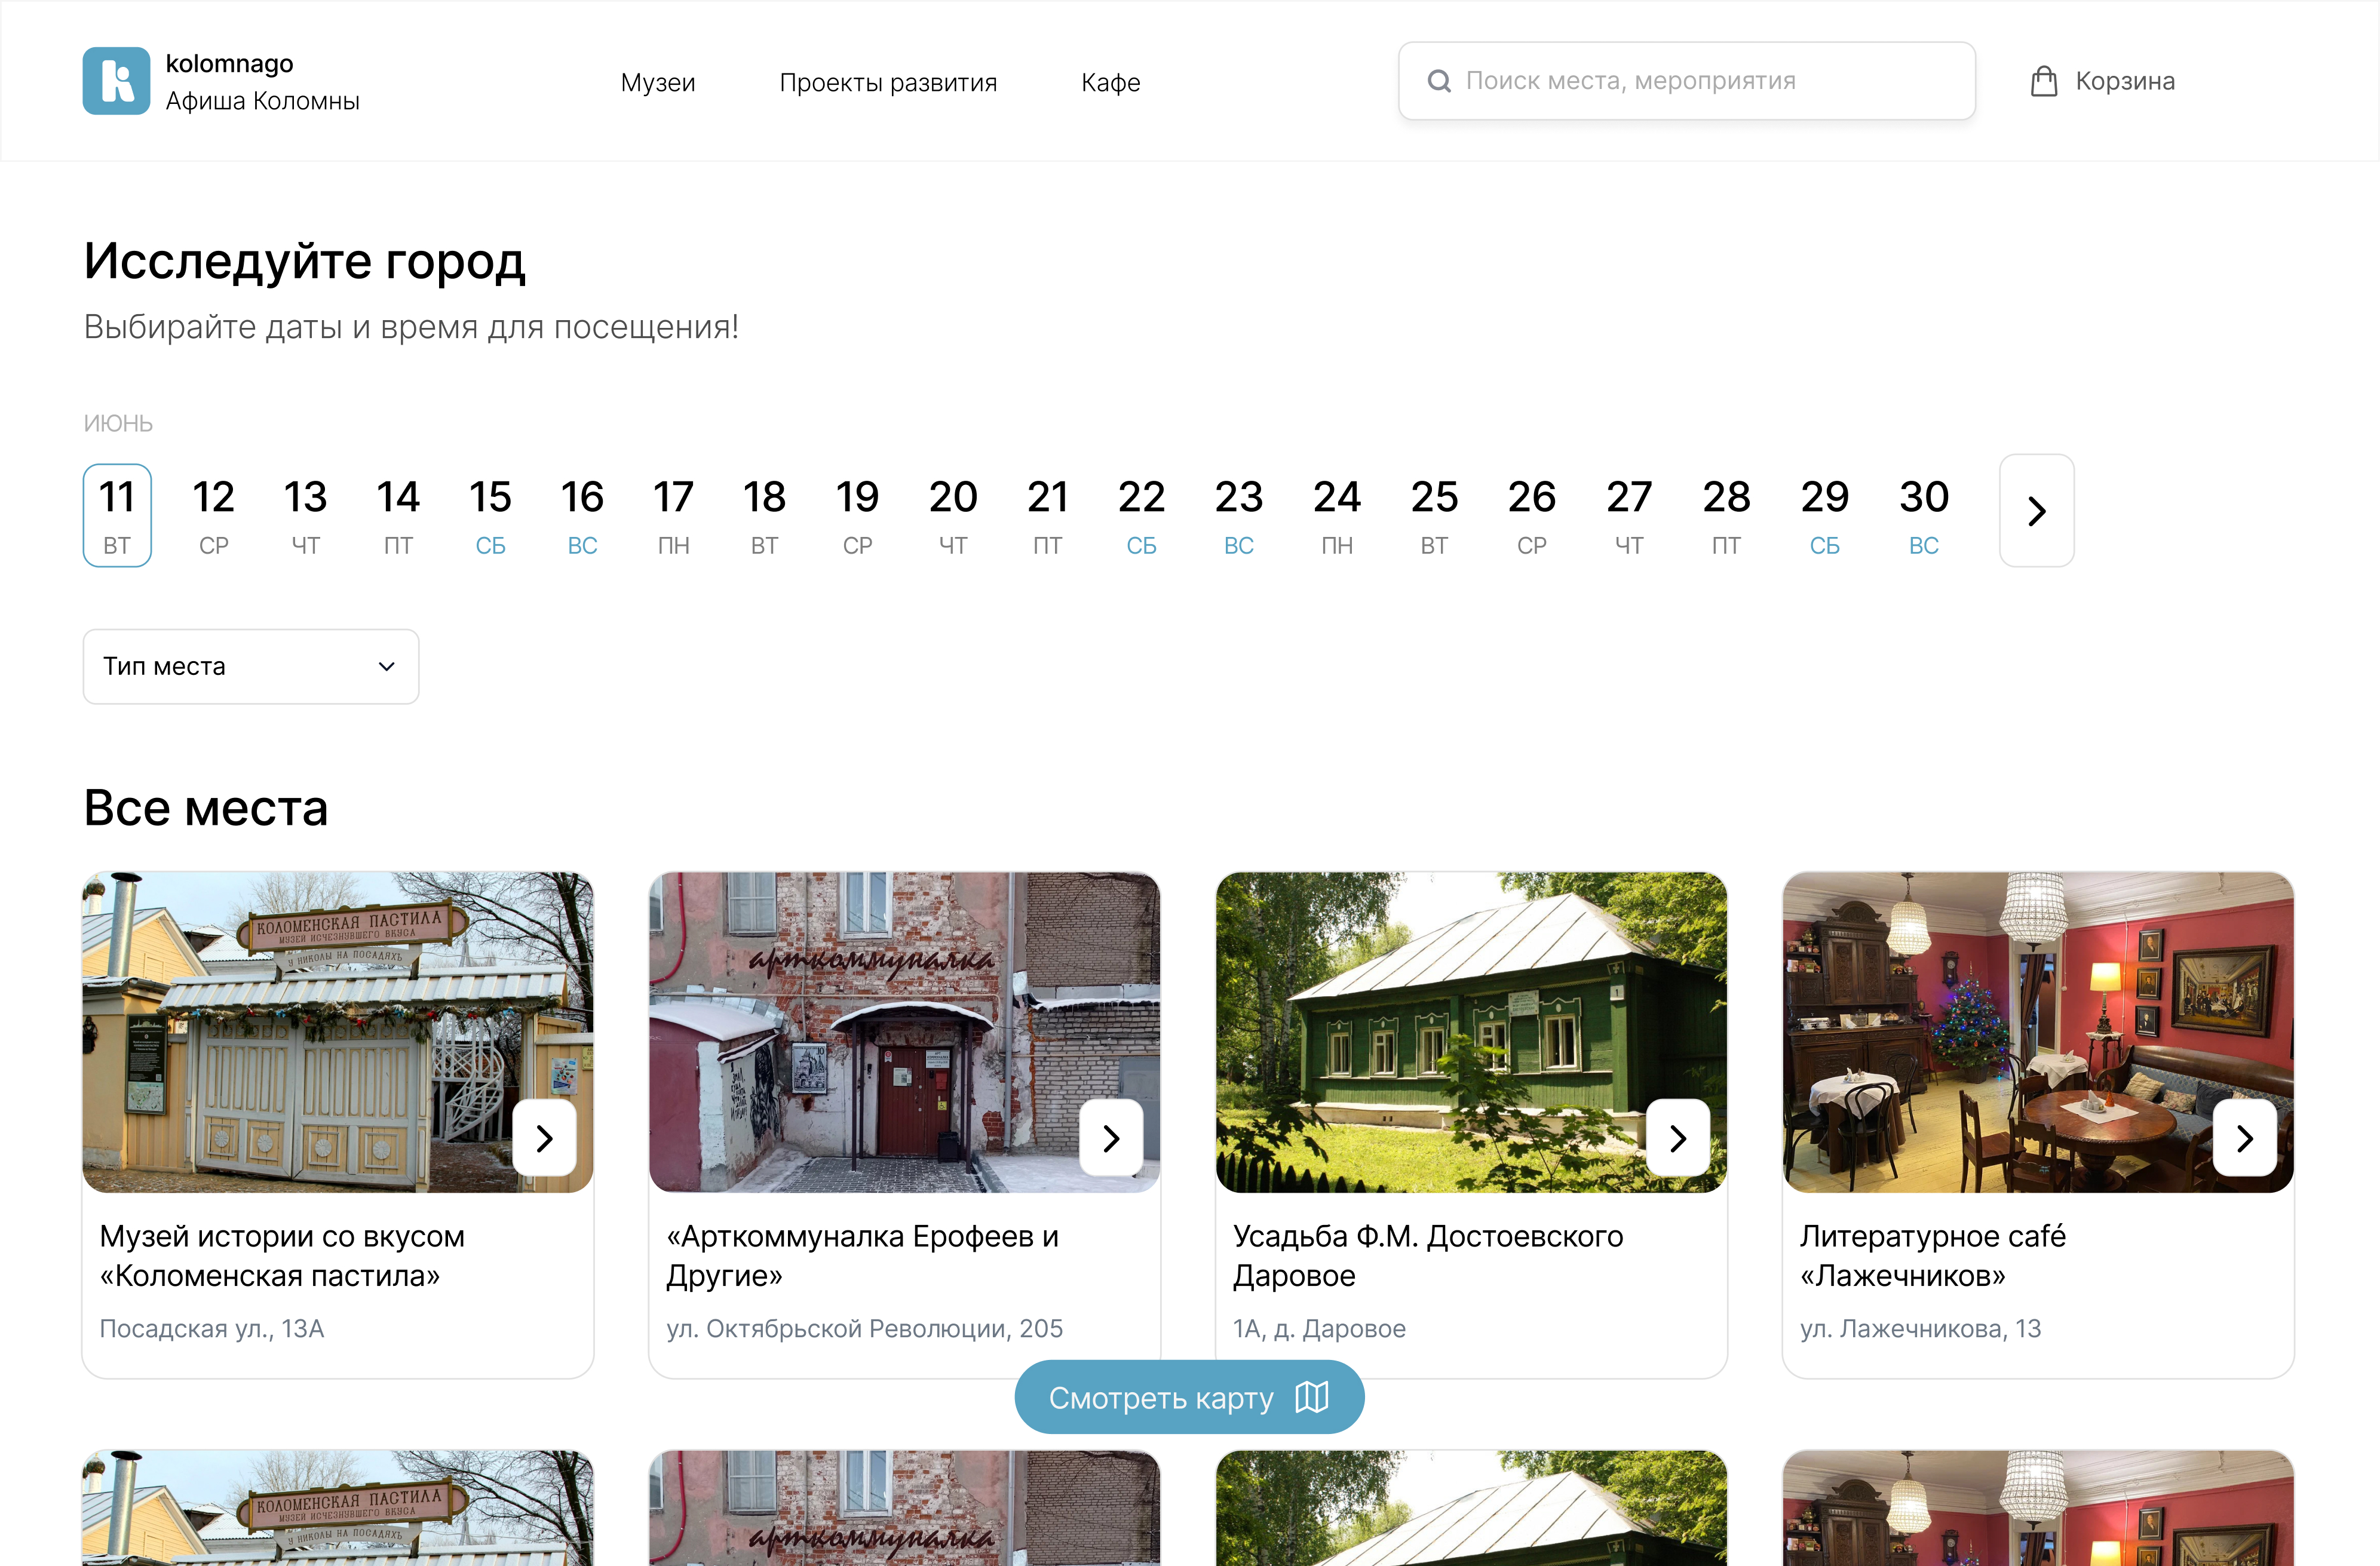 kolomnago
Афиша Коломны
Музеи
Проекты развития
Кафе
Поиск места, мероприятия
Корзина
Исследуйте город
Выбирайте даты и время для посещения!
ИЮНЬ
11 12 13 14 15 16 17 18 19 20 21 22 23 24 25 26 27 28 29 30
ВТ СР ЧТ ПТ СБ ВС ПН ВТ СР ЧТ ПТ СБ ВС ПН ВТ СР ЧТ ПТ СБ ВС
Тип места
Все места
КОЛОМЕНСКАЯ ПАСТИЛА
МУЗЕЙ ИСЧЕЗНУВШЕГО ВКУСА
У НИКОЛЫ НА ПОСАДЯХЪ
арткоммуналка
Музей истории со вкусом
«Коломенская пастила»
Посадская ул., 13А
«Арткоммуналка Ерофеев и
Другие»
ул. Октябрьской Революции, 205
Усадьба Ф.М. Достоевского
Даровое
1А, д. Даровое
Литературное café
«Лажечников»
ул. Лажечникова, 13
Смотреть карту
КОЛОМЕНСКАЯ ПАСТИЛА
МУЗЕЙ ИСЧЕЗНУВШЕГО ВКУСА
У НИКОЛЫ НА ПОСАДЯХЪ
арткоммуналка